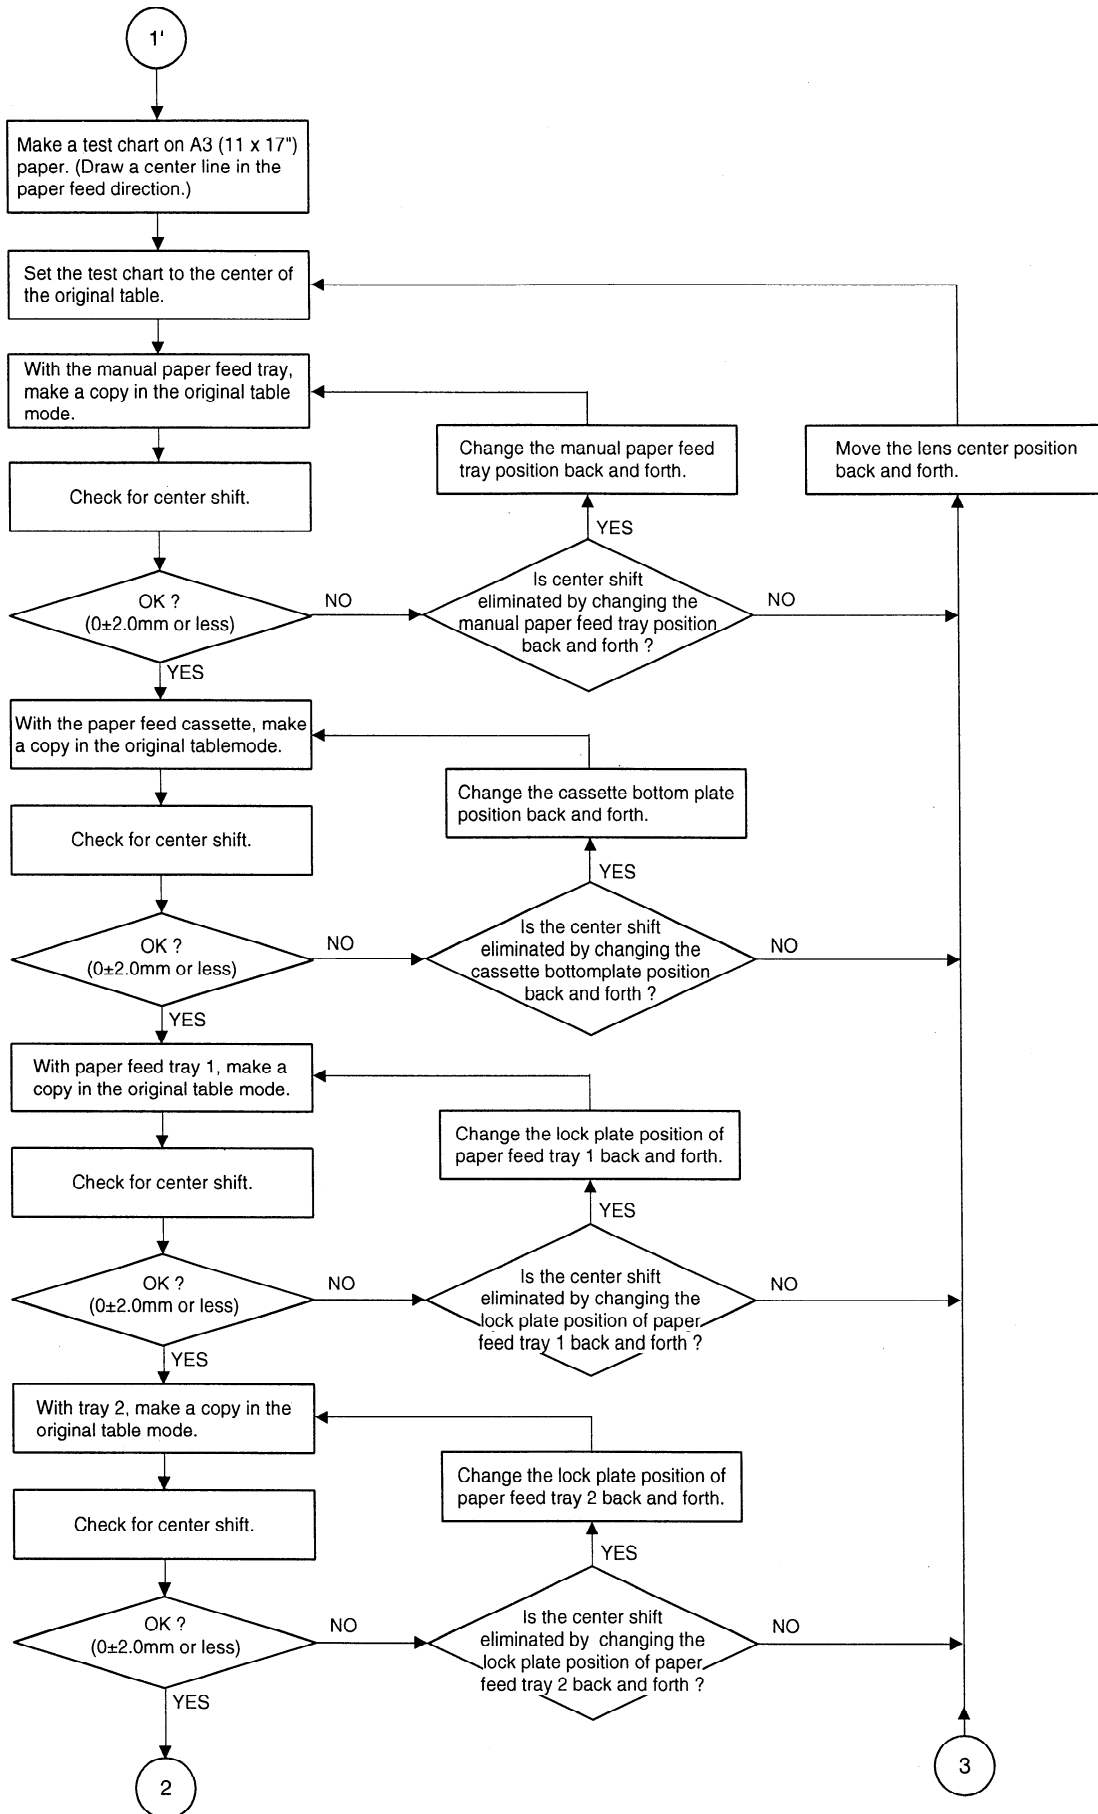 1'
Make a test chart on A3 (11 x 17")
paper. (Draw a center line in the
paper feed direction.)
Set the test chart to the center of
the original table.
With the manual paper feed tray,
make a copy in the original table
mode.
Change the manual paper feed
tray position back and forth.
Move the lens center position
back and forth.
Check for center shift.
YES
OK ?
(0±2.0mm or less)
NO
Is center shift
eliminated by changing the
manual paper feed tray position
back and forth ?
NO
YES
With the paper feed cassette, make
a copy in the original tablemode.
Change the cassette bottom plate
position back and forth.
Check for center shift.
YES
OK ?
(0±2.0mm or less)
NO
Is the center shift
eliminated by changing the
cassette bottomplate position
back and forth ?
NO
YES
With paper feed tray 1, make a
copy in the original table mode.
Change the lock plate position of
paper feed tray 1 back and forth.
Check for center shift.
YES
OK ?
(0±2.0mm or less)
NO
Is the center shift
eliminated by changing the
lock plate position of paper
feed tray 1 back and forth ?
NO
YES
With tray 2, make a copy in the
original table mode.
Change the lock plate position of
paper feed tray 2 back and forth.
Check for center shift.
YES
OK ?
(0±2.0mm or less)
NO
Is the center shift
eliminated by changing the
lock plate position of paper
feed tray 2 back and forth ?
NO
YES
2
3